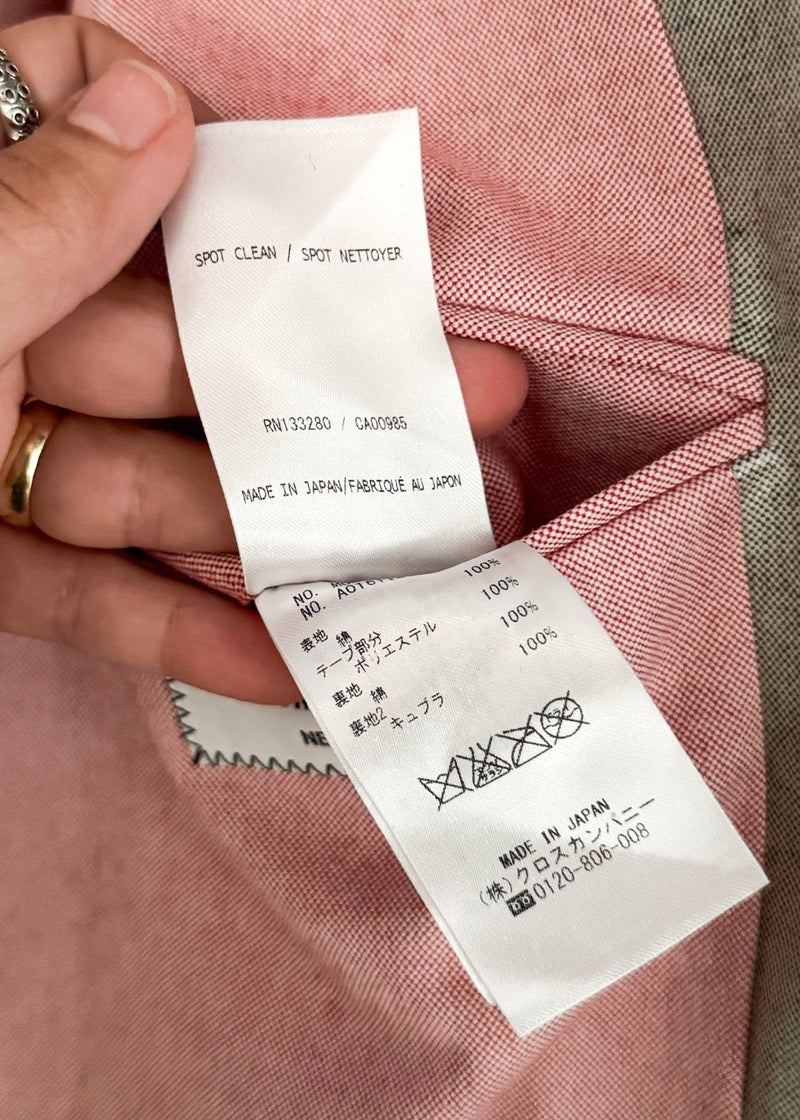 SPOT CLEAN / SPOT NETTOYER
RN133280 / CA00985
MADE IN JAPAN/FABRIQUÉ AU JAPON
NO.
NO.
表地 綿 100%
テープ部分
ポリエステル 100%
裏地 綿 100%
裏地2 キュプラ 100%
MADE IN JAPAN
(株)クロスカンパニー
0120-806-008
NE